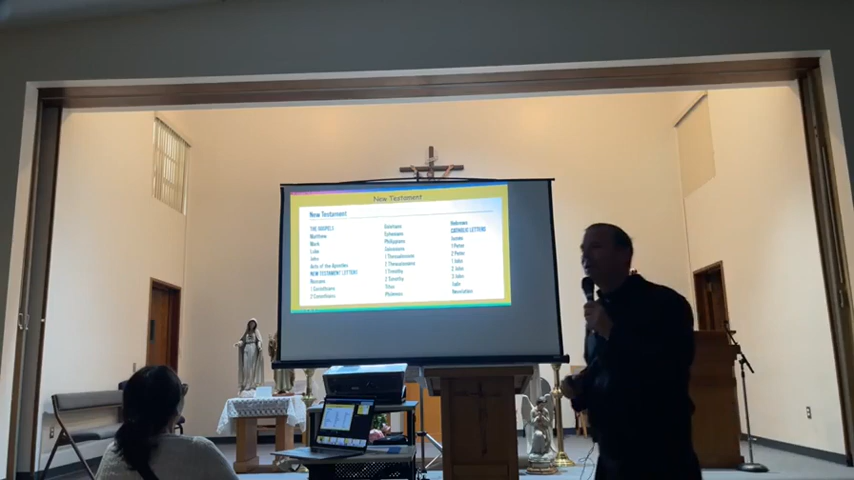 New Testament
New Testament
THE GOSPELS
Matthew
Mark
Luke
John
Acts of the Apostles
NEW TESTAMENT LETTERS
Romans
1 Corinthians
2 Corinthians
Galatians
Ephesians
Philippians
Colossians
1 Thessalonians
2 Thessalonians
1 Timothy
2 Timothy
Titus
Philemon
Hebrews
CATHOLIC LETTERS
James
1 Peter
2 Peter
1 John
2 John
3 John
Jude
Revelation